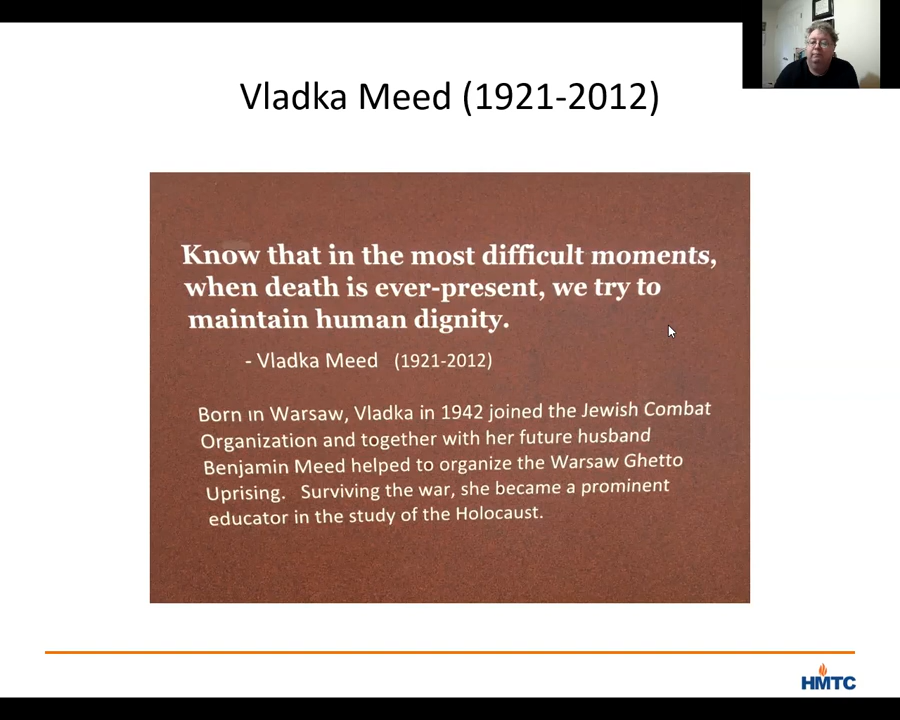 Vladka Meed (1921-2012)
Know that in the most difficult moments,
when death is ever-present, we try to
maintain human dignity.
- Vladka Meed (1921-2012)
Born in Warsaw, Vladka in 1942 joined the Jewish Combat
Organization and together with her future husband
Benjamin Meed helped to organize the Warsaw Ghetto
Uprising. Surviving the war, she became a prominent
educator in the study of the Holocaust.
HMTC